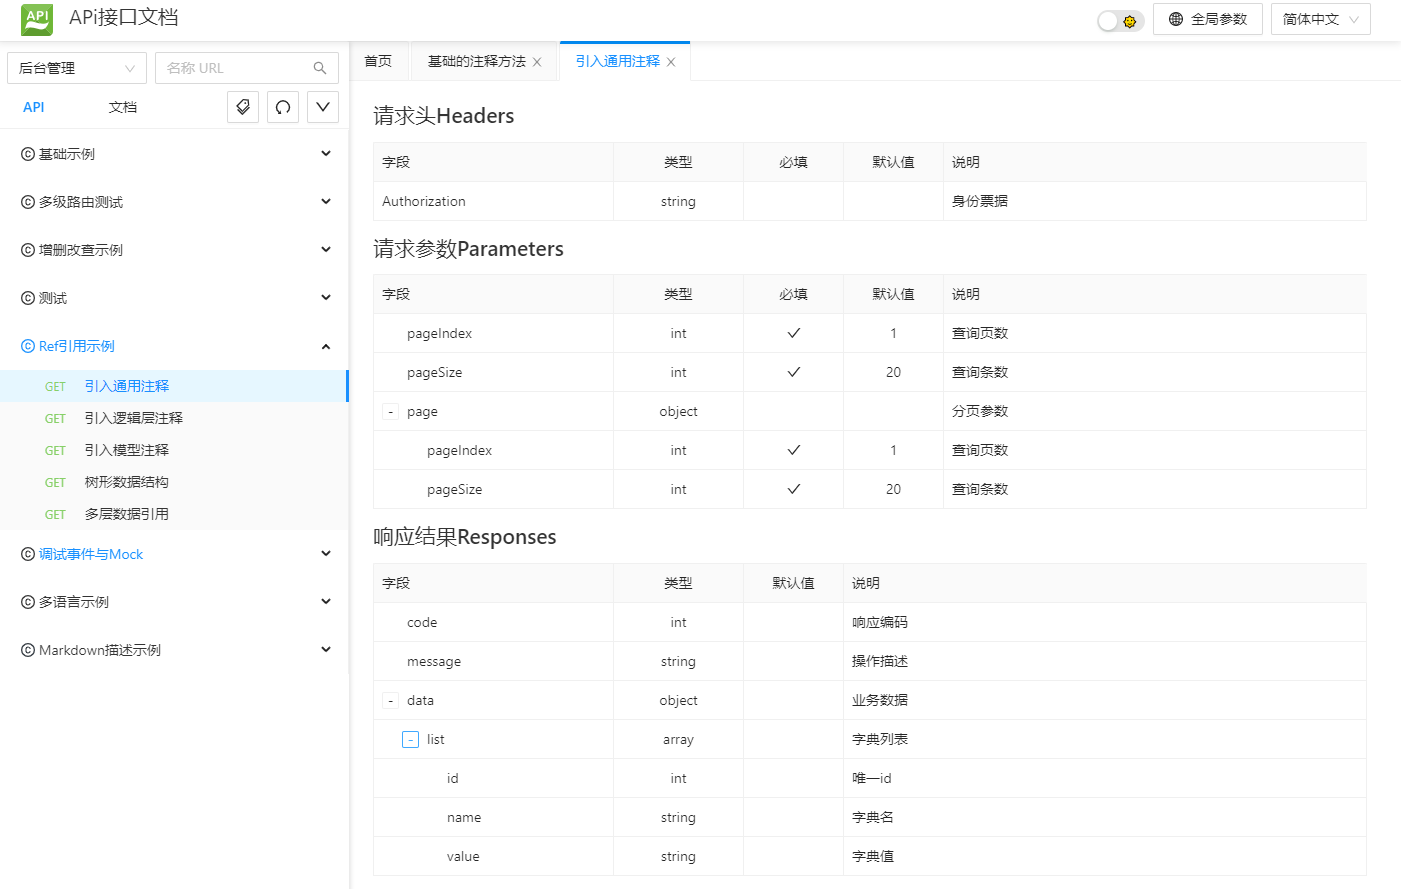 API
APi接口文档
全局参数
简体中文
后台管理
名称 URL
API
文档
基础示例
多级路由测试
增删改查示例
测试
Ref引用示例
GET 引入通用注释
GET 引入逻辑层注释
GET 引入模型注释
GET 树形数据结构
GET 多层数据引用
调试事件与Mock
多语言示例
Markdown描述示例
首页 基础的注释方法 引入通用注释
请求头Headers
字段 类型 必填 默认值 说明
Authorization string 身份票据
请求参数Parameters
字段 类型 必填 默认值 说明
pageIndex int 1 查询页数
pageSize int 20 查询条数
- page object 分页参数
pageIndex int 1 查询页数
pageSize int 20 查询条数
响应结果Responses
字段 类型 默认值 说明
code int 响应编码
message string 操作描述
- data object 业务数据
- list array 字典列表
id int 唯一id
name string 字典名
value string 字典值